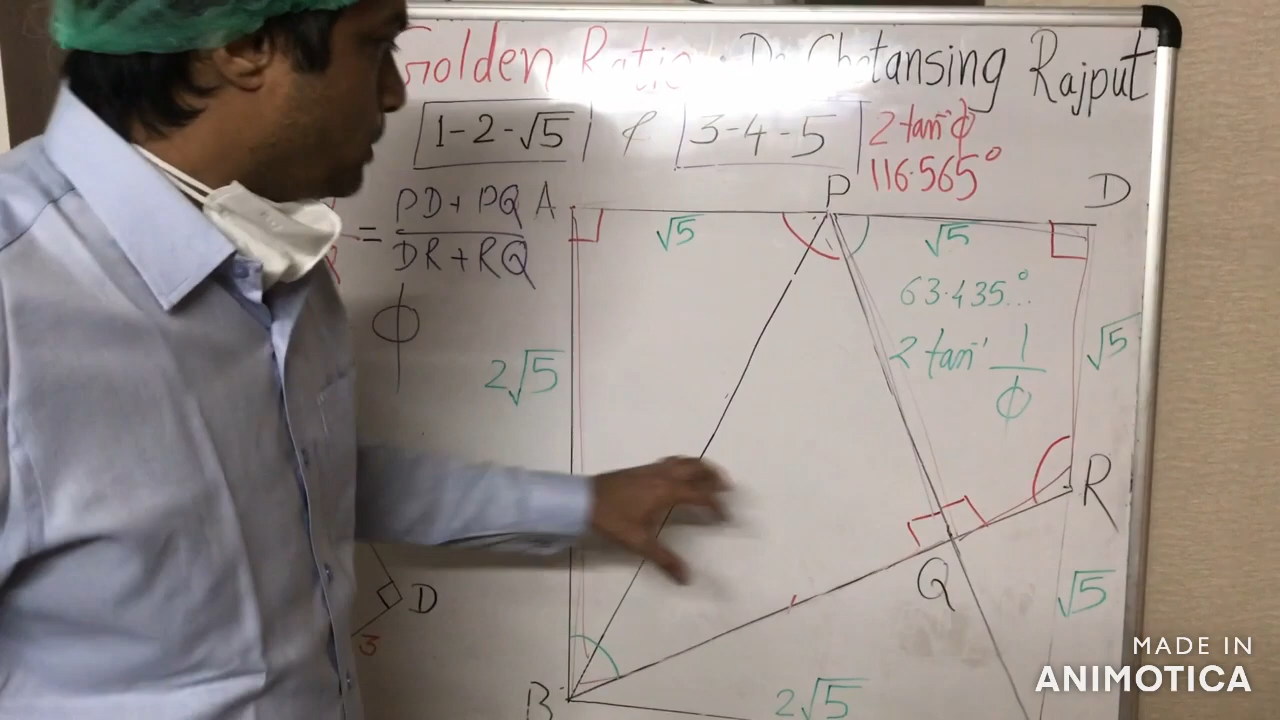 Golden Ratio : Dr Chetansing Rajput
1-2-√5 & 3-4-5
2 tan⁻¹ φ
116.565°
= PD + PQ
DR + RQ
φ
A
P
D
√5
√5
63.435...°
2 tan⁻¹ 1
φ
2√5
√5
R
Q
√5
D
3
B
2√5
MADE IN
ANIMOTICA